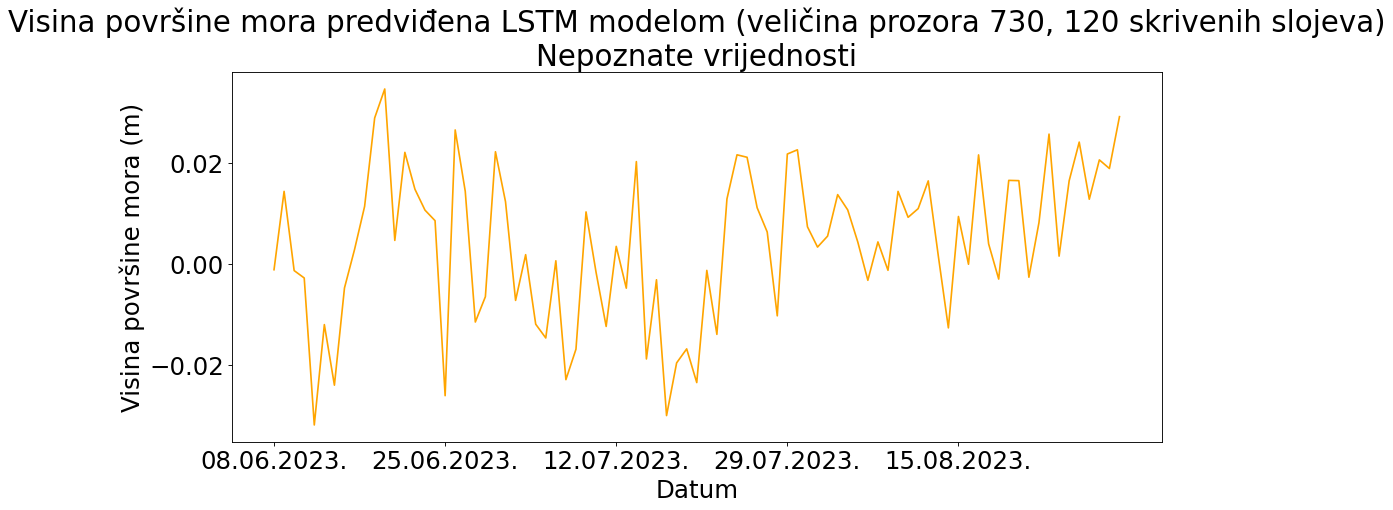 Visina površine mora predviđena LSTM modelom (veličina prozora 730, 120 skrivenih slojeva)
Nepoznate vrijednosti
Visina površine mora (m)
0.02
0.00
−0.02
08.06.2023. 25.06.2023. 12.07.2023. 29.07.2023. 15.08.2023.
Datum